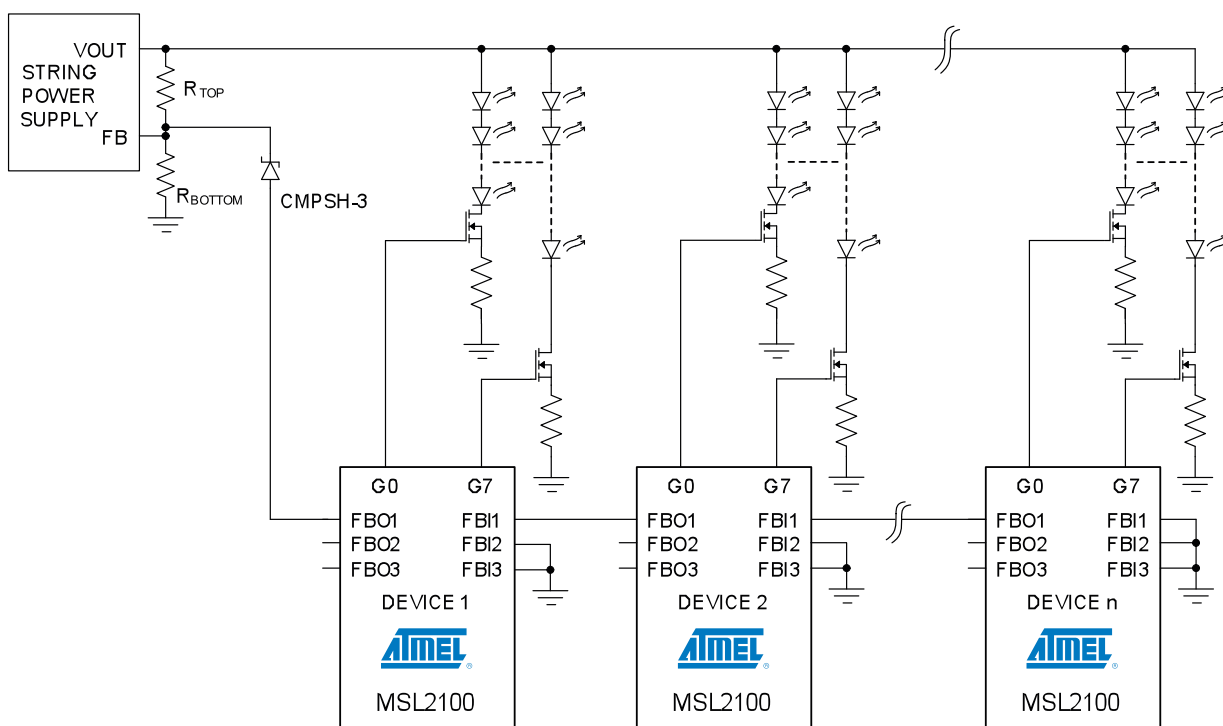 VOUT
STRING
POWER
SUPPLY
FB
RTOP
RBOTTOM
CMPSH-3
G0 G7
FBO1 FBI1
FBO2 FBI2
FBO3 FBI3
DEVICE 1
ATMEL®
MSL2100
G0 G7
FBO1 FBI1
FBO2 FBI2
FBO3 FBI3
DEVICE 2
ATMEL®
MSL2100
G0 G7
FBO1 FBI1
FBO2 FBI2
FBO3 FBI3
DEVICE n
ATMEL®
MSL2100